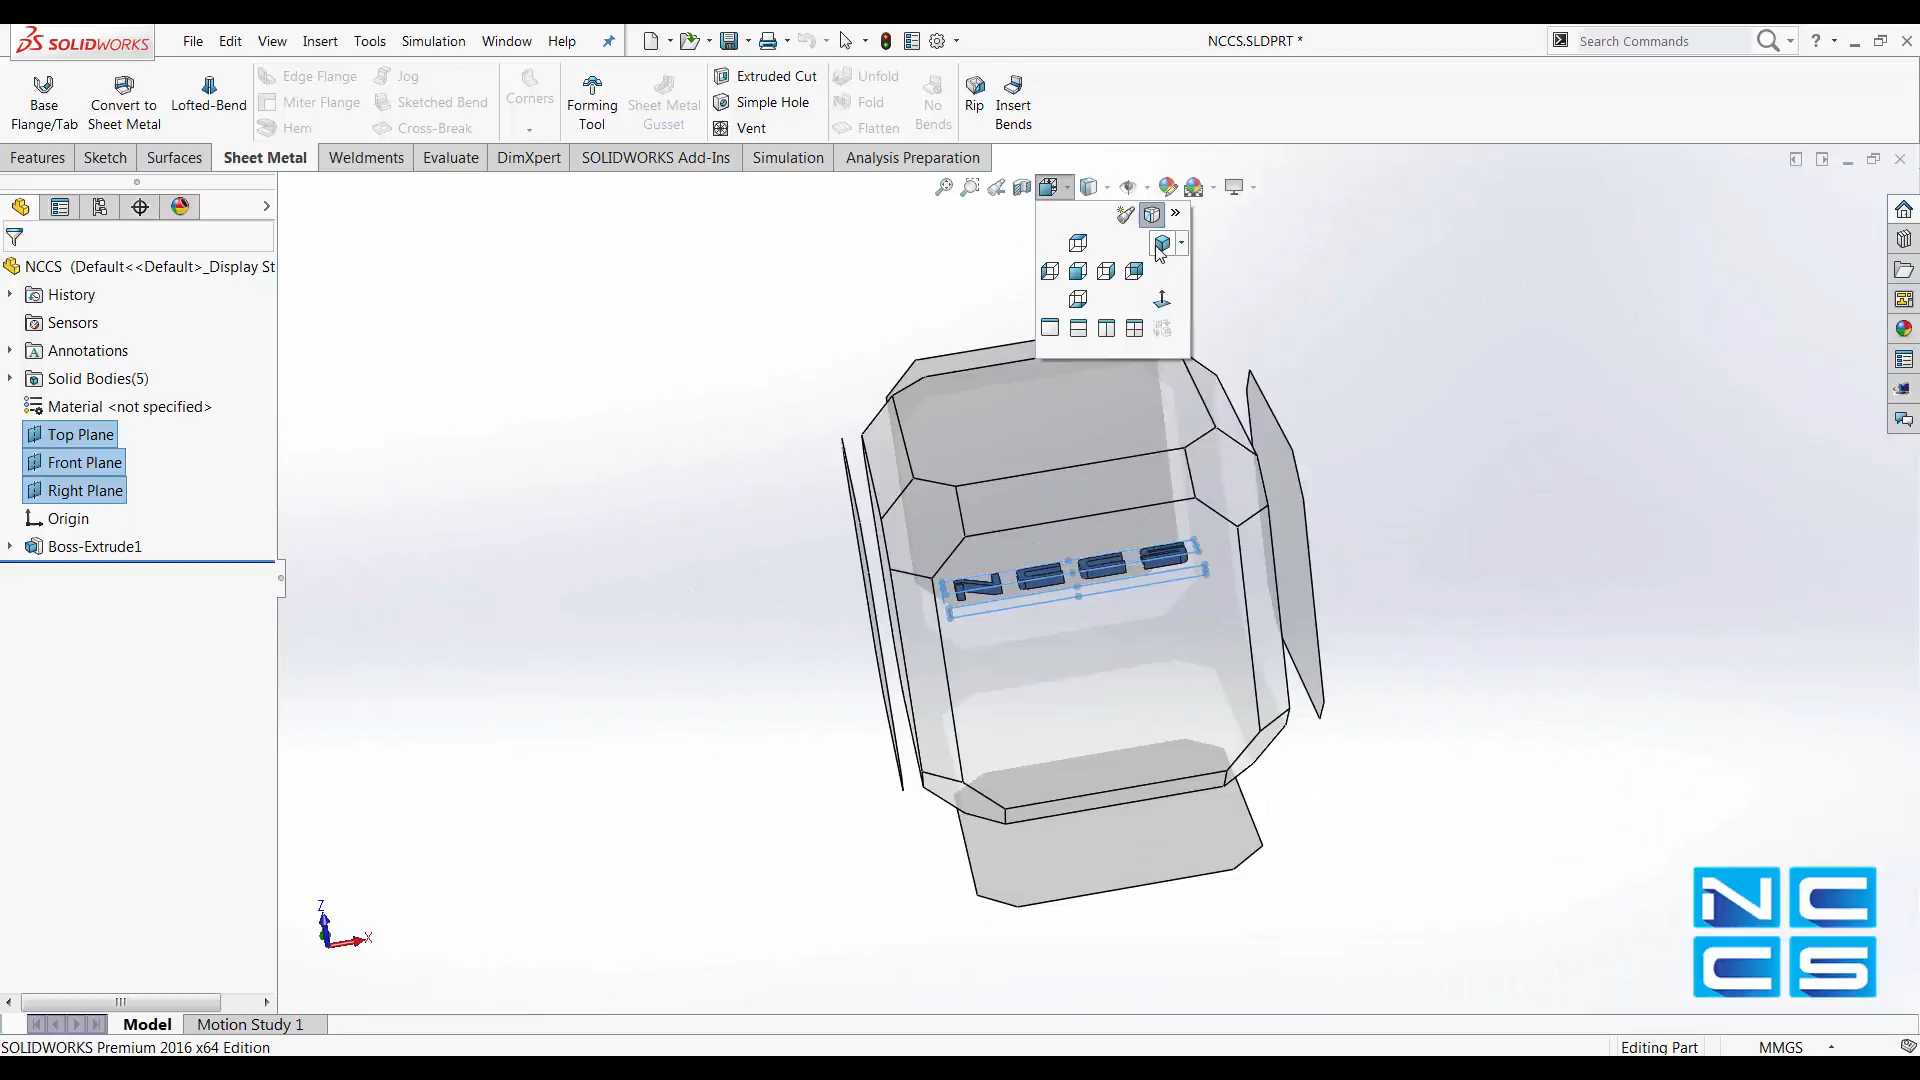 SOLIDWORKS File Edit View Insert Tools Simulation Window Help NCCS.SLDPRT * Search Commands ?
Base Flange/Tab
Convert to Sheet Metal
Lofted-Bend
Edge Flange
Miter Flange
Hem
Jog
Sketched Bend
Cross-Break
Corners
Forming Tool
Sheet Metal Gusset
Extruded Cut
Simple Hole
Vent
Unfold
Fold
Flatten
No Bends
Rip
Insert Bends
Features Sketch Surfaces Sheet Metal Weldments Evaluate DimXpert SOLIDWORKS Add-Ins Simulation Analysis Preparation
NCCS (Default<<Default>_Display St
History
Sensors
Annotations
Solid Bodies(5)
Material <not specified>
Top Plane
Front Plane
Right Plane
Origin
Boss-Extrude1
Z
X
NC
CS
Model Motion Study 1
SOLIDWORKS Premium 2016 x64 Edition Editing Part MMGS